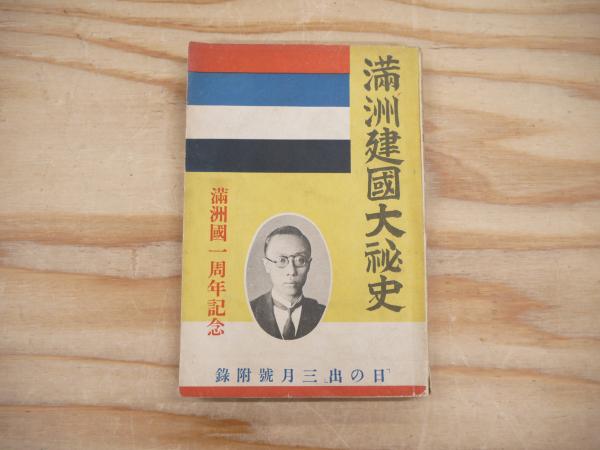 滿洲建國大祕史
滿洲國一周年記念
「日の出」三月號附錄